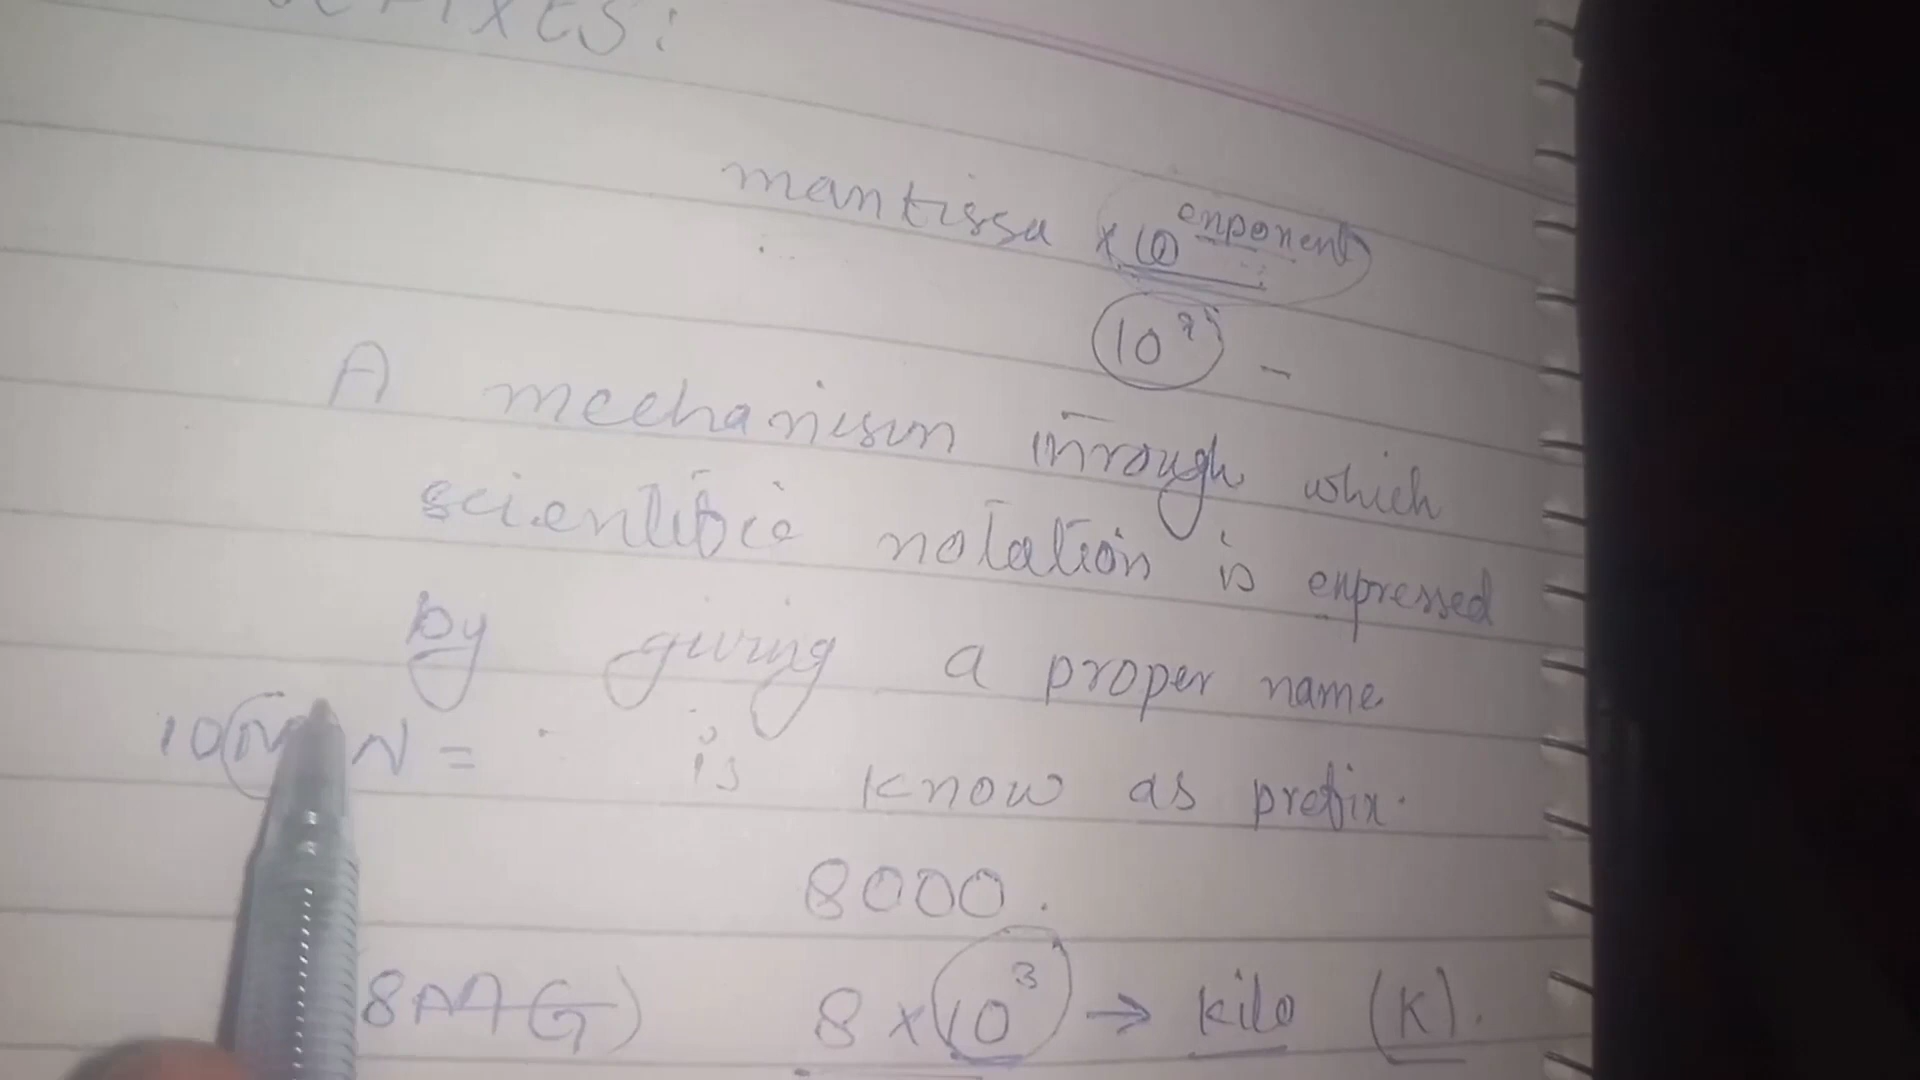 mantissa ×10^exponent
10^x -
A mechanism through which
scientific notation is expressed
by giving a proper name
10 N =
is know as prefix.
8000.
8 × 10^3 → kilo (K).